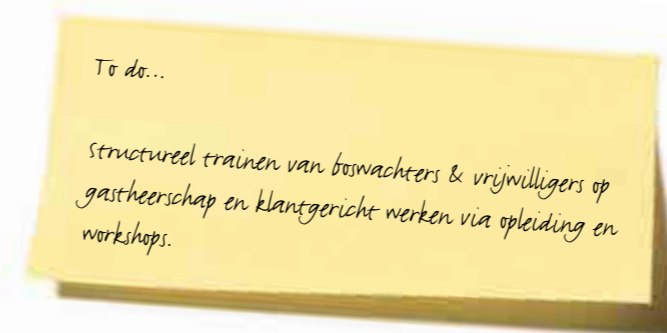 To do...
structureel trainen van boswachters & vrijwilligers op
gastheerschap en klantgericht werken via opleiding en
workshops.